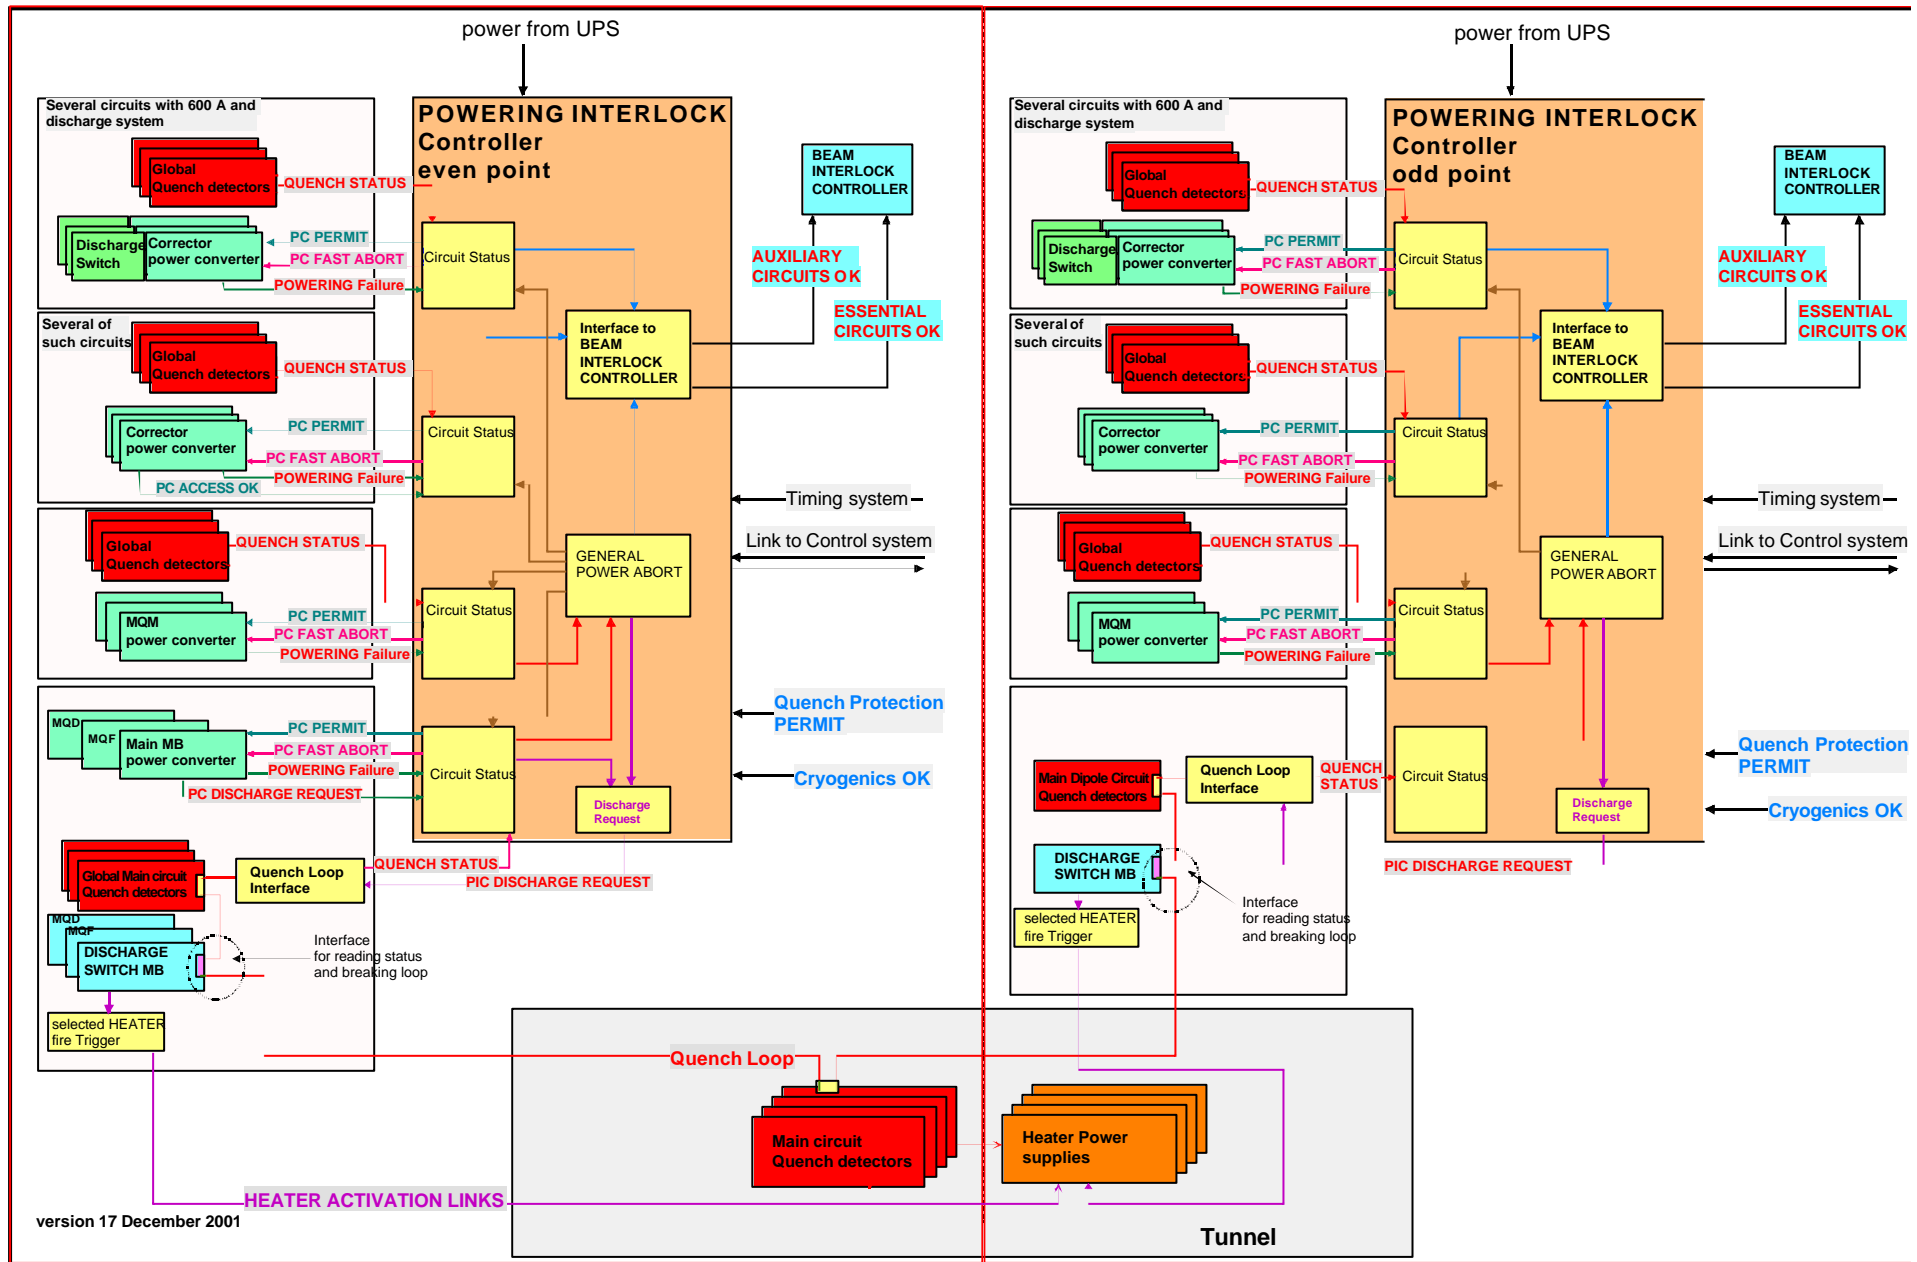 power from UPS
Several circuits with 600 A and
discharge system
POWERING INTERLOCK
Controller
even point
Global
Quench detectors
QUENCH STATUS
BEAM
INTERLOCK
CONTROLLER
Discharge
Switch
Corrector
power converter
PC PERMIT
PC FAST ABORT
POWERING Failure
Circuit Status
AUXILIARY
CIRCUITS OK
ESSENTIAL
CIRCUITS OK
Several of
such circuits
Global
Quench detectors
QUENCH STATUS
Interface to
BEAM
INTERLOCK
CONTROLLER
Corrector
power converter
PC PERMIT
PC FAST ABORT
POWERING Failure
PC ACCESS OK
Circuit Status
Timing system
Link to Control system
Global
Quench detectors
QUENCH STATUS
GENERAL
POWER ABORT
MQM
power converter
PC PERMIT
PC FAST ABORT
POWERING Failure
Circuit Status
Quench Protection
PERMIT
Cryogenics OK
MQD
MQF
Main MB
power converter
PC PERMIT
PC FAST ABORT
POWERING Failure
PC DISCHARGE REQUEST
Circuit Status
Discharge
Request
Global Main circuit
Quench detectors
Quench Loop
Interface
QUENCH STATUS
PIC DISCHARGE REQUEST
MQD
MQF
DISCHARGE
SWITCH MB
Interface
for reading status
and breaking loop
selected HEATER
fire Trigger
power from UPS
Several circuits with 600 A and
discharge system
POWERING INTERLOCK
Controller
odd point
Global
Quench detectors
QUENCH STATUS
BEAM
INTERLOCK
CONTROLLER
Discharge
Switch
Corrector
power converter
PC PERMIT
PC FAST ABORT
POWERING Failure
Circuit Status
AUXILIARY
CIRCUITS OK
ESSENTIAL
CIRCUITS OK
Several of
such circuits
Global
Quench detectors
QUENCH STATUS
Interface to
BEAM
INTERLOCK
CONTROLLER
Corrector
power converter
PC PERMIT
PC FAST ABORT
POWERING Failure
Circuit Status
Timing system
Link to Control system
Global
Quench detectors
QUENCH STATUS
GENERAL
POWER ABORT
MQM
power converter
PC PERMIT
PC FAST ABORT
POWERING Failure
Circuit Status
Quench Protection
PERMIT
Cryogenics OK
Main Dipole Circuit
Quench detectors
Quench Loop
Interface
QUENCH
STATUS
Circuit Status
Discharge
Request
PIC DISCHARGE REQUEST
DISCHARGE
SWITCH MB
Interface
for reading status
and breaking loop
selected HEATER
fire Trigger
Quench Loop
Main circuit
Quench detectors
Heater Power
supplies
HEATER ACTIVATION LINKS
version 17 December 2001
Tunnel